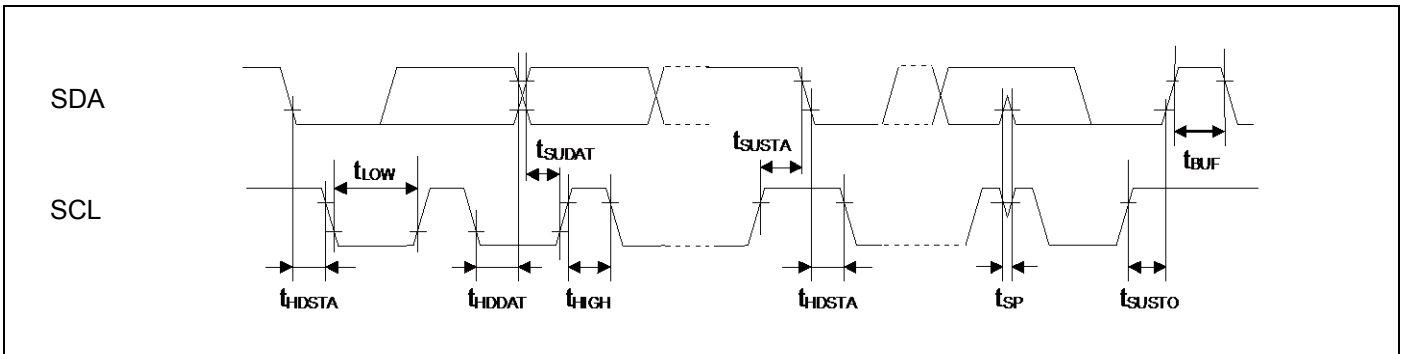 SDA
tSUDAT
tSUSTA
tLOW
tBUF
SCL
tHDSTA
tHDDAT
tHIGH
tHDSTA
tSP
tSUSTO